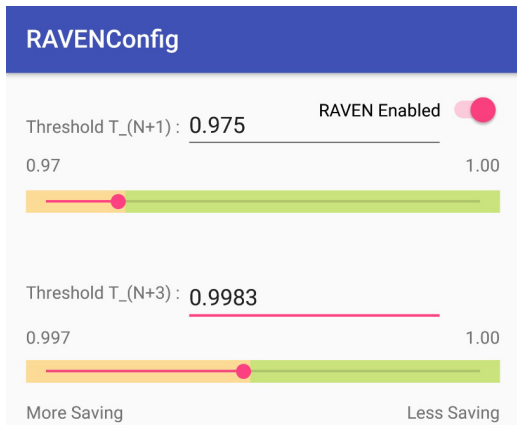 RAVENConfig
RAVEN Enabled
Threshold T_(N+1) : 0.975
0.97 1.00
Threshold T_(N+3) : 0.9983
0.997 1.00
More Saving Less Saving